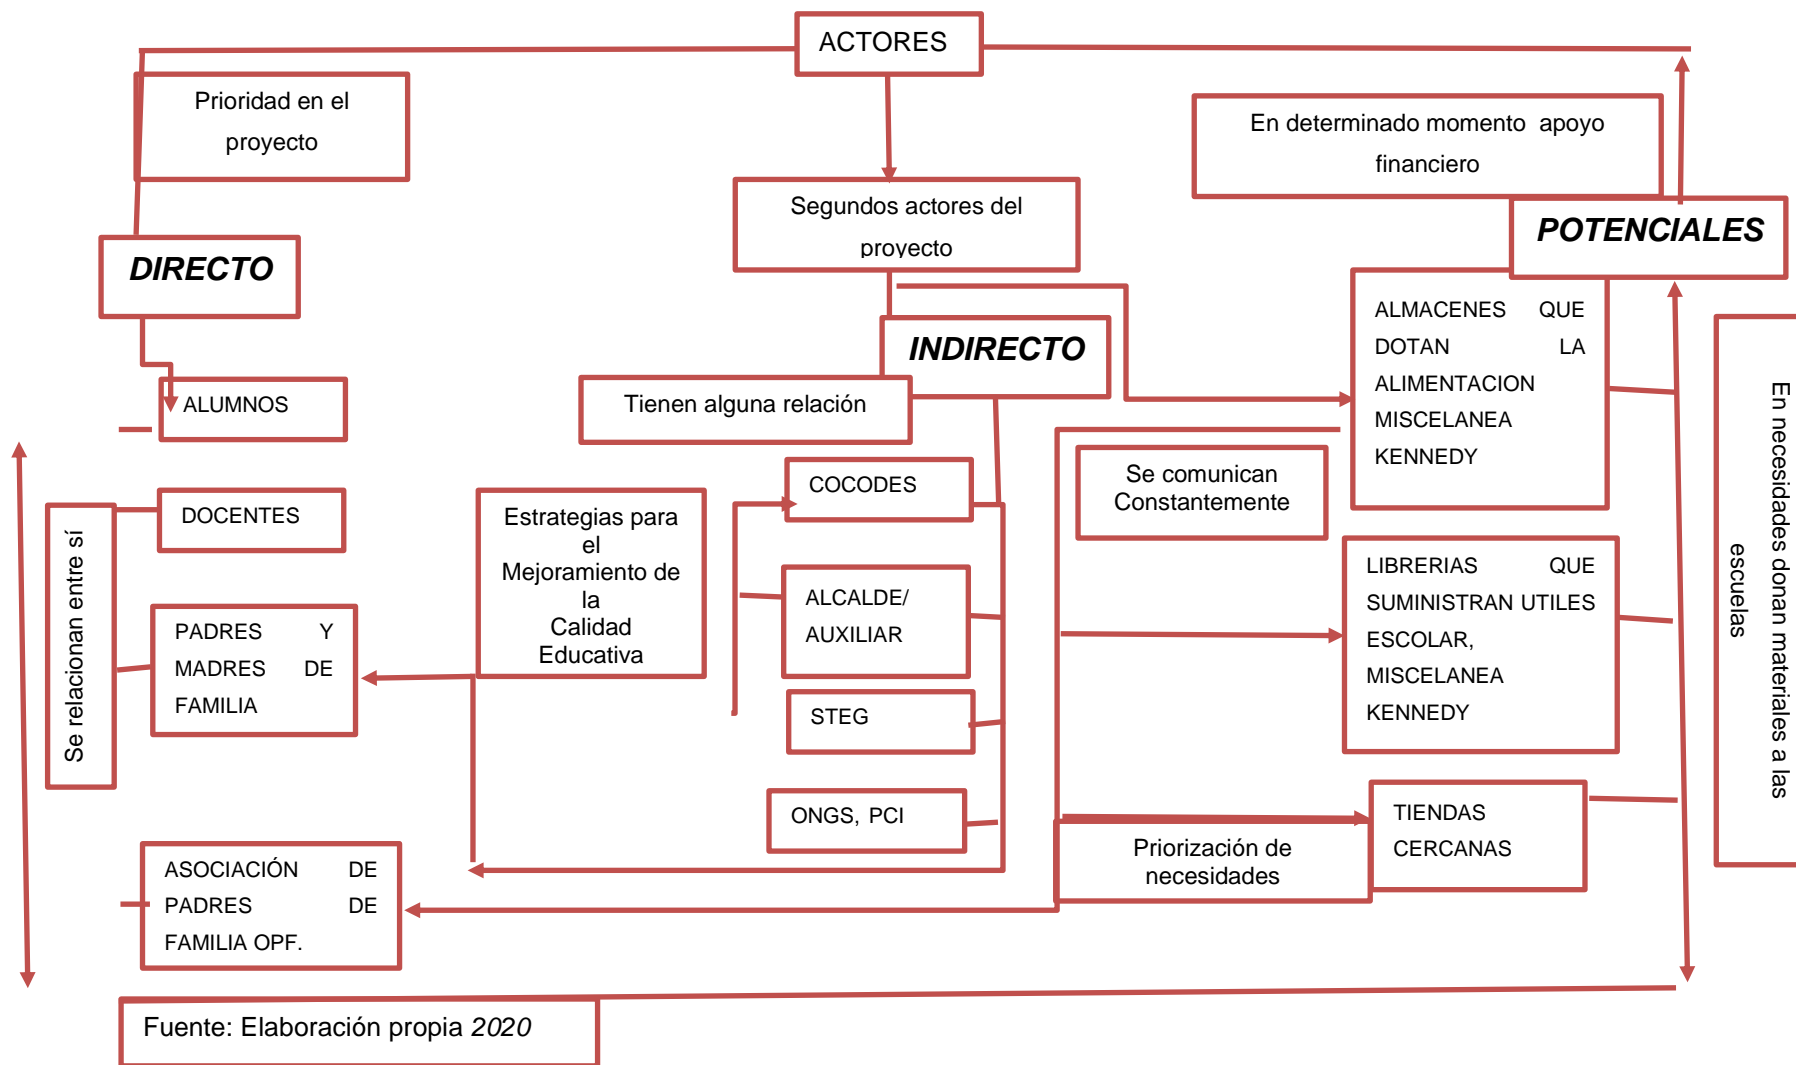 ACTORES
Prioridad en el
proyecto
En determinado momento apoyo
financiero
Segundos actores del
proyecto
POTENCIALES
DIRECTO
INDIRECTO
Tienen alguna relación
ALMACENES QUE
DOTAN LA
ALIMENTACION
MISCELANEA
KENNEDY
ALUMNOS
DOCENTES
PADRES Y
MADRES DE
FAMILIA
ASOCIACIÓN DE
PADRES DE
FAMILIA OPF.
Se relacionan entre sí
Estrategias para
el
Mejoramiento de
la
Calidad
Educativa
COCODES
ALCALDE/
AUXILIAR
STEG
ONGS, PCI
Se comunican
Constantemente
LIBRERIAS QUE
SUMINISTRAN UTILES
ESCOLAR,
MISCELANEA
KENNEDY
Priorización de
necesidades
TIENDAS
CERCANAS
En necesidades donan materiales a las
escuelas
Fuente: Elaboración propia 2020